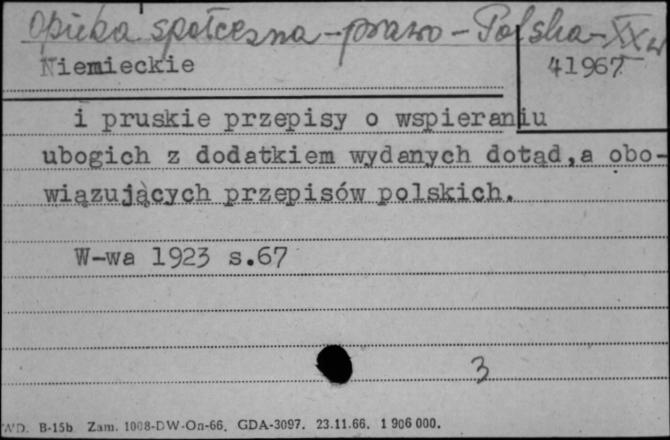 Opieka społeczna - prawo - Polska - XX w
Niemieckie
41967
i pruskie przepisy o wspieraniu
ubogich z dodatkiem wydanych dotąd,a obo-
wiązujących przepisów polskich.
W-wa 1923 s.67
3
WD. B-15b Zam. 1008-DW-On-66. GDA-3097. 23.11.66. 1 906 000.